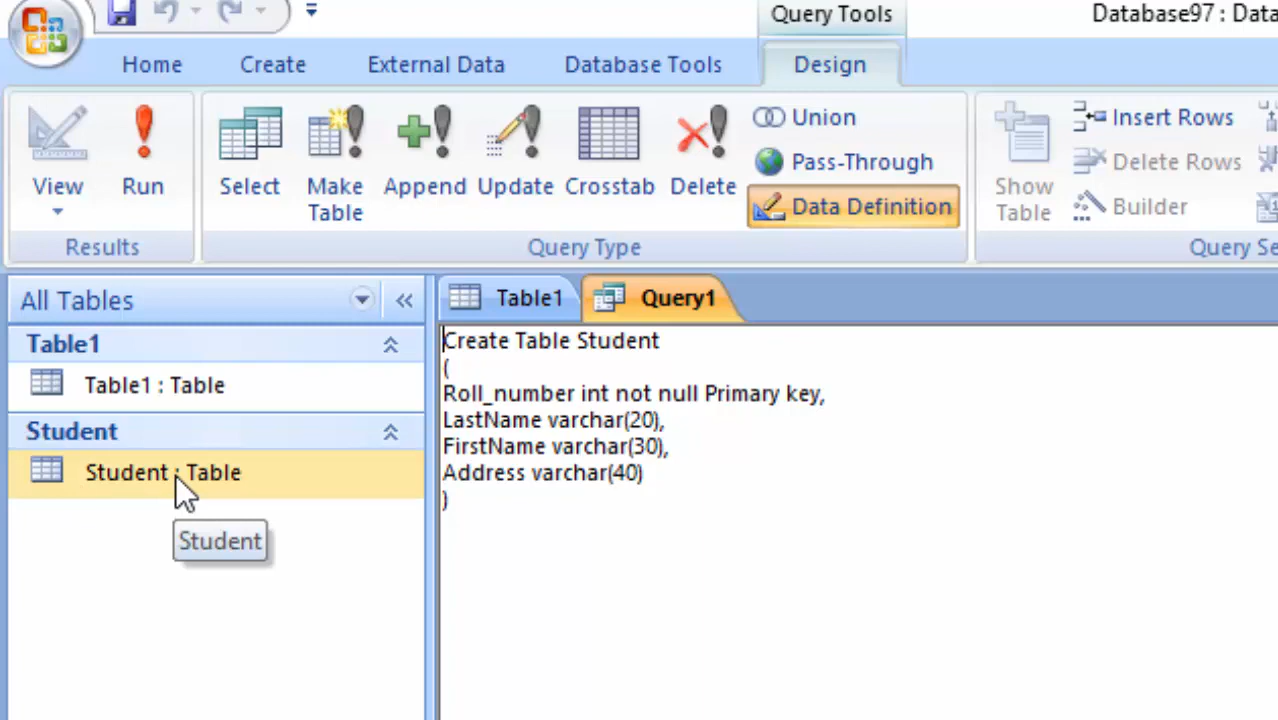 Query Tools
Database97 : Data
Home Create External Data Database Tools Design
View
Run
Select
Make Table
Append
Update
Crosstab
Delete
Union
Pass-Through
Data Definition
Show Table
Insert Rows
Delete Rows
Builder
Results
Query Type
Query Se
All Tables
Table1
Table1 : Table
Student
Student : Table
Student
Table1
Query1
Create Table Student
(
Roll_number int not null Primary key,
LastName varchar(20),
FirstName varchar(30),
Address varchar(40)
)